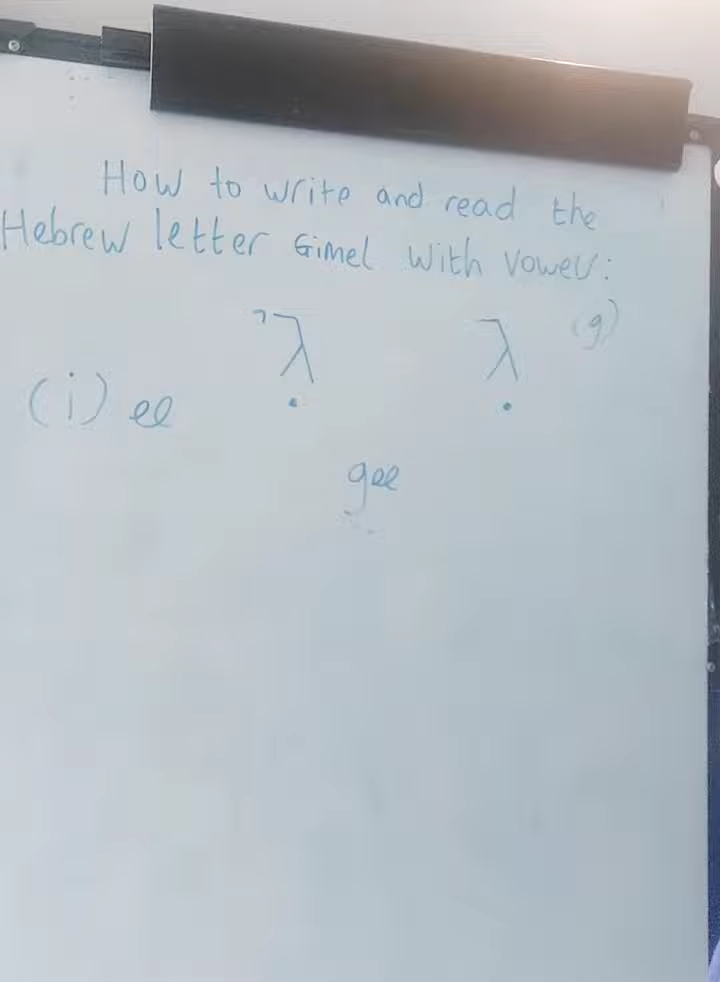 How to write and read the
Hebrew letter Gimel with vowels:
גִי גִ (g)
(i) ee
gee